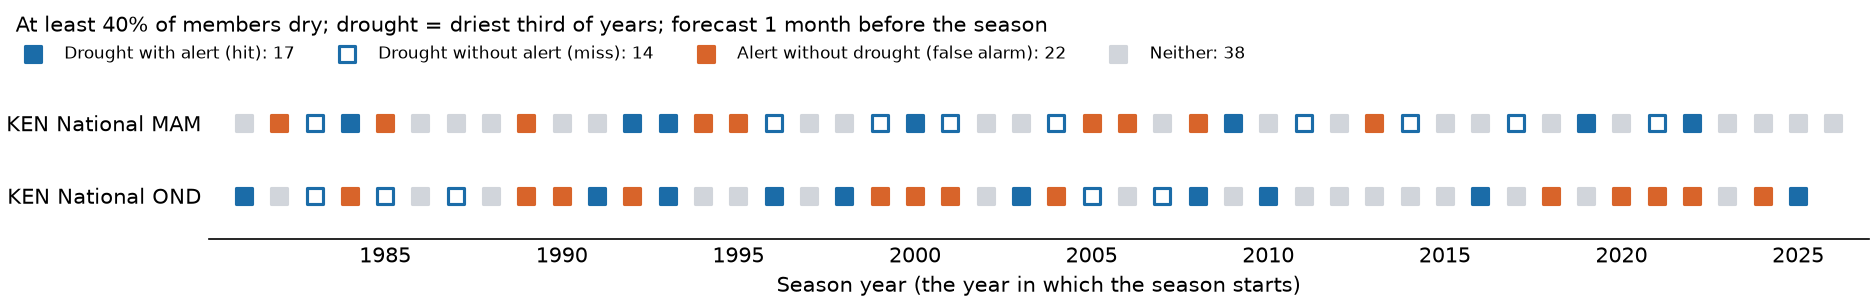 At least 40% of members dry; drought = driest third of years; forecast 1 month before the season
Drought with alert (hit): 17 Drought without alert (miss): 14 Alert without drought (false alarm): 22 Neither: 38
KEN National MAM
KEN National OND
1985 1990 1995 2000 2005 2010 2015 2020 2025
Season year (the year in which the season starts)